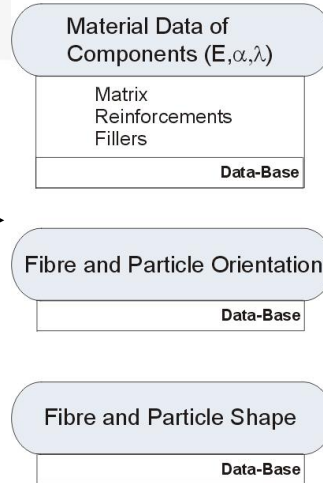 Material Data of
Components (E,α,λ)
Matrix
Reinforcements
Fillers
Data-Base
Fibre and Particle Orientation
Data-Base
Fibre and Particle Shape
Data-Base